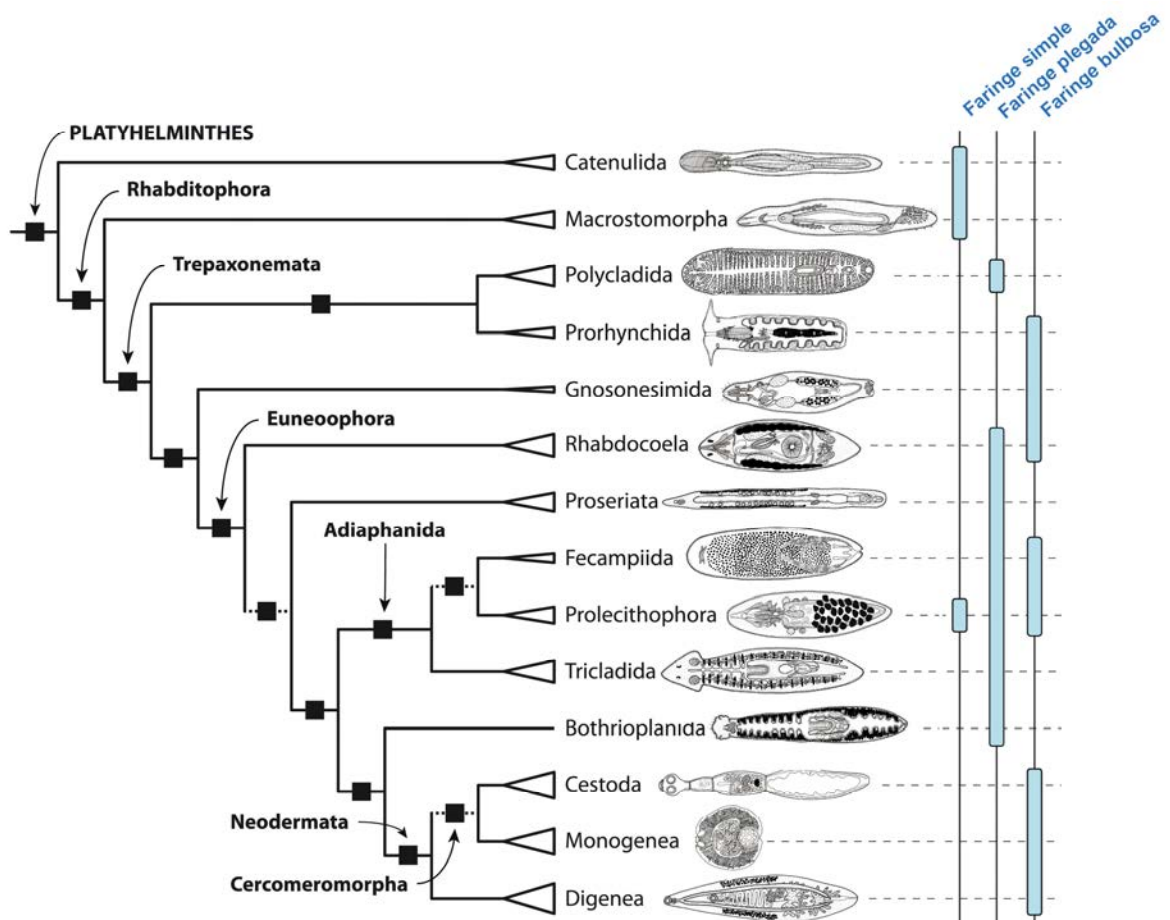 Faringe simple
Faringe plegada
Faringe bulbosa
PLATYHELMINTHES
Catenulida
Rhabditophora
Macrostomorpha
Trepaxonemata
Polycladida
Prorhynchida
Gnosonesimida
Euneoophora
Rhabdocoela
Proseriata
Adiaphanida
Fecampiida
Prolecithophora
Tricladida
Bothrioplanida
Cestoda
Neodermata
Monogenea
Cercomeromorpha
Digenea